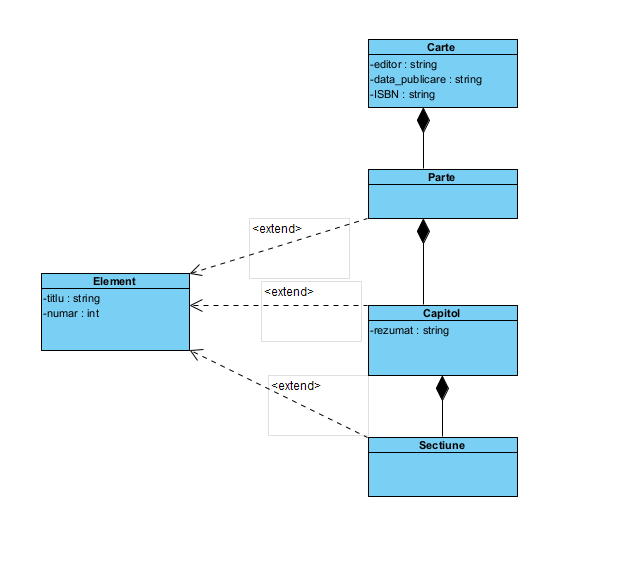 Carte
-editor : string
-data_publicare : string
-ISBN : string
Parte
<extend>
Element
-titlu : string
-numar : int
<extend>
Capitol
-rezumat : string
<extend>
Sectiune